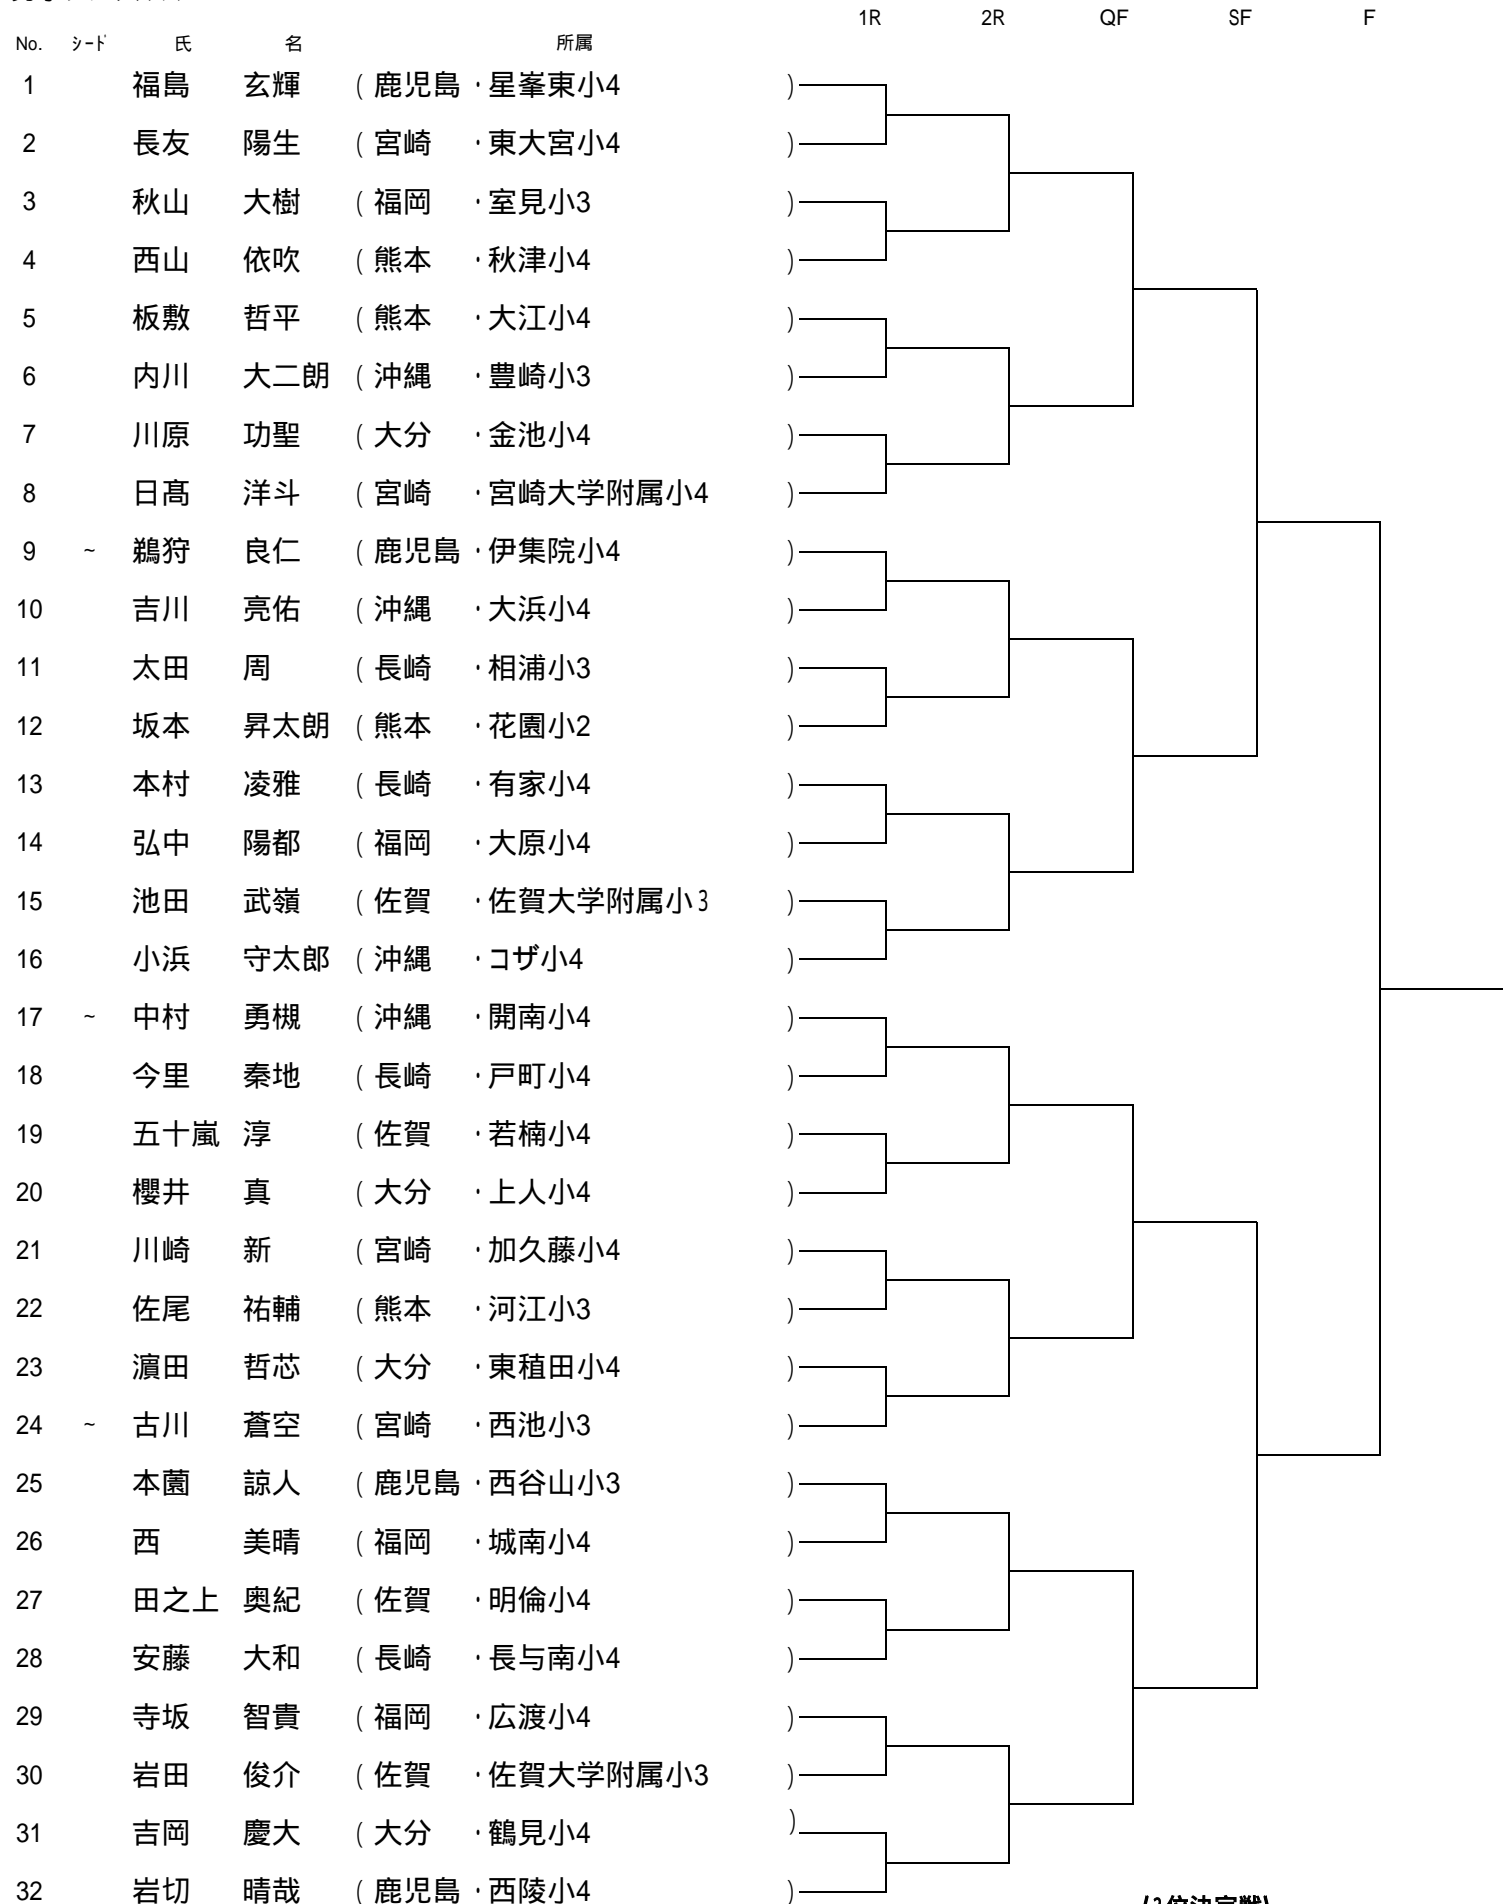 1R 2R QF SF F
No. ｼｰﾄﾞ 氏 名 所属
1 福島 玄輝 ( 鹿児島 ・星峯東小4 )
2 長友 陽生 ( 宮崎 ・東大宮小4 )
3 秋山 大樹 ( 福岡 ・室見小3 )
4 西山 依吹 ( 熊本 ・秋津小4 )
5 板敷 哲平 ( 熊本 ・大江小4 )
6 内川 大二朗 ( 沖縄 ・豊崎小3 )
7 川原 功聖 ( 大分 ・金池小4 )
8 日髙 洋斗 ( 宮崎 ・宮崎大学附属小4 )
9 ~ 鵜狩 良仁 ( 鹿児島 ・伊集院小4 )
10 吉川 亮佑 ( 沖縄 ・大浜小4 )
11 太田 周 ( 長崎 ・相浦小3 )
12 坂本 昇太朗 ( 熊本 ・花園小2 )
13 本村 凌雅 ( 長崎 ・有家小4 )
14 弘中 陽都 ( 福岡 ・大原小4 )
15 池田 武嶺 ( 佐賀 ・佐賀大学附属小3 )
16 小浜 守太郎 ( 沖縄 ・コザ小4 )
17 ~ 中村 勇槻 ( 沖縄 ・開南小4 )
18 今里 秦地 ( 長崎 ・戸町小4 )
19 五十嵐 淳 ( 佐賀 ・若楠小4 )
20 櫻井 真 ( 大分 ・上人小4 )
21 川崎 新 ( 宮崎 ・加久藤小4 )
22 佐尾 祐輔 ( 熊本 ・河江小3 )
23 濵田 哲芯 ( 大分 ・東稙田小4 )
24 ~ 古川 蒼空 ( 宮崎 ・西池小3 )
25 本薗 諒人 ( 鹿児島 ・西谷山小3 )
26 西 美晴 ( 福岡 ・城南小4 )
27 田之上 奥紀 ( 佐賀 ・明倫小4 )
28 安藤 大和 ( 長崎 ・長与南小4 )
29 寺坂 智貴 ( 福岡 ・広渡小4 )
30 岩田 俊介 ( 佐賀 ・佐賀大学附属小3 )
31 吉岡 慶大 ( 大分 ・鶴見小4 )
32 岩切 晴哉 ( 鹿児島 ・西陵小4 )
(3位決定戦)